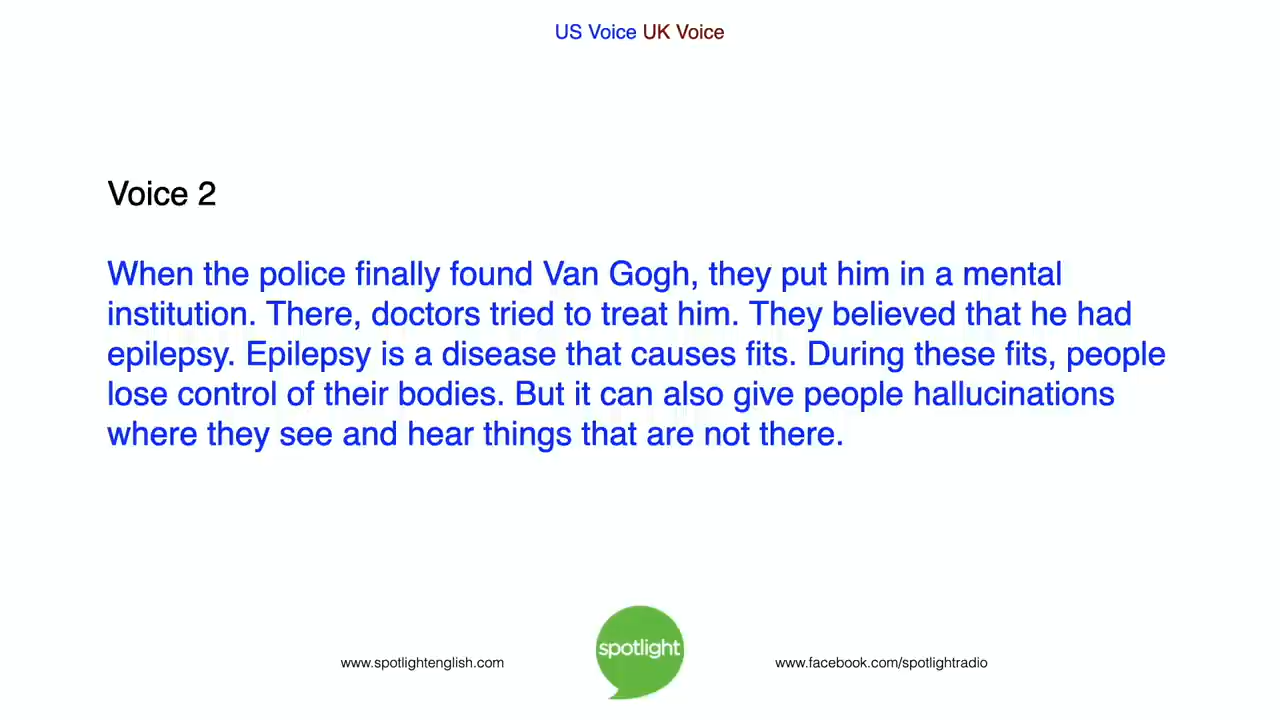 US Voice UK Voice
Voice 2
When the police finally found Van Gogh, they put him in a mental
institution. There, doctors tried to treat him. They believed that he had
epilepsy. Epilepsy is a disease that causes fits. During these fits, people
lose control of their bodies. But it can also give people hallucinations
where they see and hear things that are not there.
spotlight
www.spotlightenglish.com
www.facebook.com/spotlightradio